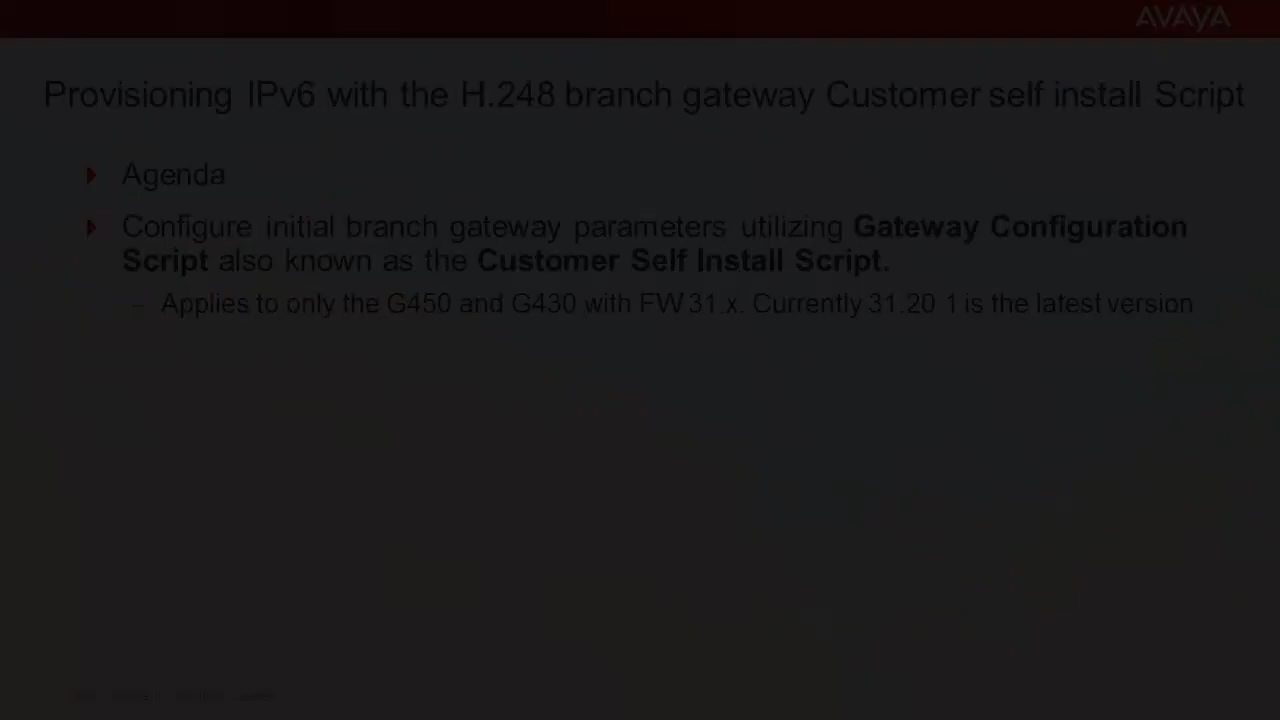 AVAYA
Provisioning IPv6 with the H.248 branch gateway Customer self install Script
Agenda
Configure initial branch gateway parameters utilizing Gateway Configuration
Script also known as the Customer Self Install Script.
– Applies to only the G450 and G430 with FW 31.x. Currently 31.20 1 is the latest version